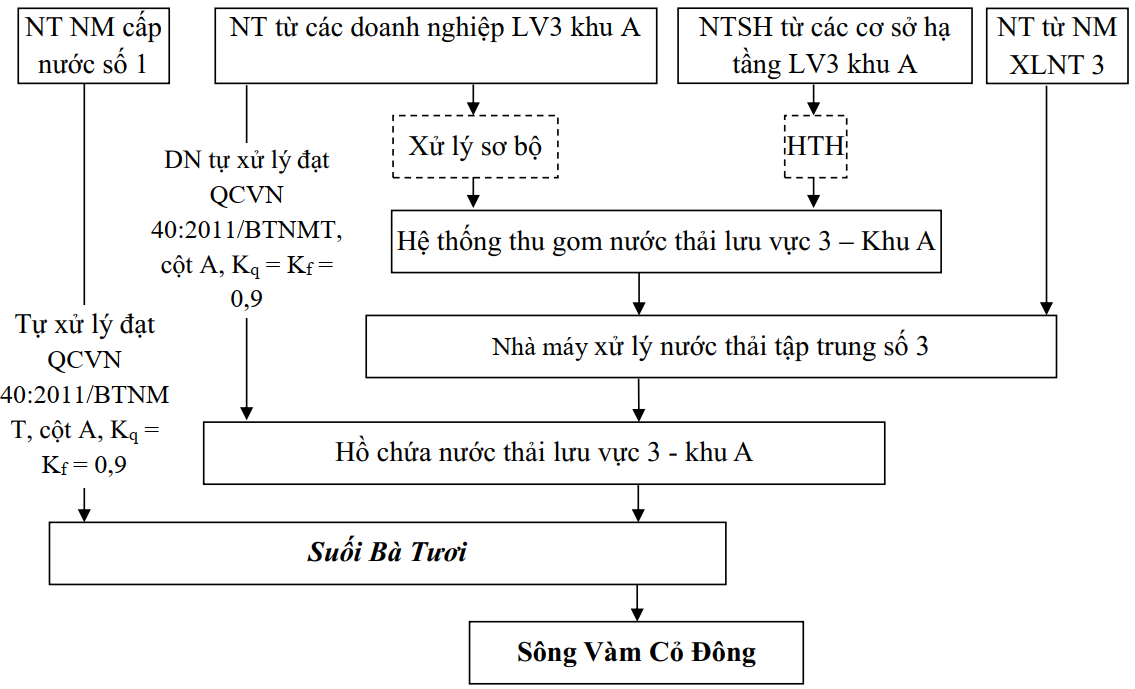 NT NM cấp
nước số 1
NT từ các doanh nghiệp LV3 khu A
NTSH từ các cơ sở hạ
tầng LV3 khu A
NT từ NM
XLNT 3
DN tự xử lý đạt
QCVN
40:2011/BTNMT,
cột A, Kq = Kf =
0,9
Xử lý sơ bộ
HTH
Hệ thống thu gom nước thải lưu vực 3 – Khu A
Tự xử lý đạt
QCVN
40:2011/BTNM
T, cột A, Kq =
Kf = 0,9
Nhà máy xử lý nước thải tập trung số 3
Hồ chứa nước thải lưu vực 3 - khu A
Suối Bà Tươi
Sông Vàm Cỏ Đông